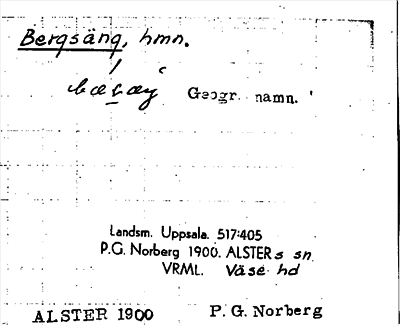 Bergsäng, hmn.
Geogr. namn.
Landsm. Uppsala. 517:405
P.G. Norberg 1900. ALSTERs sn.
VRML. Väse hd
ALSTER 1900 P. G. Norberg